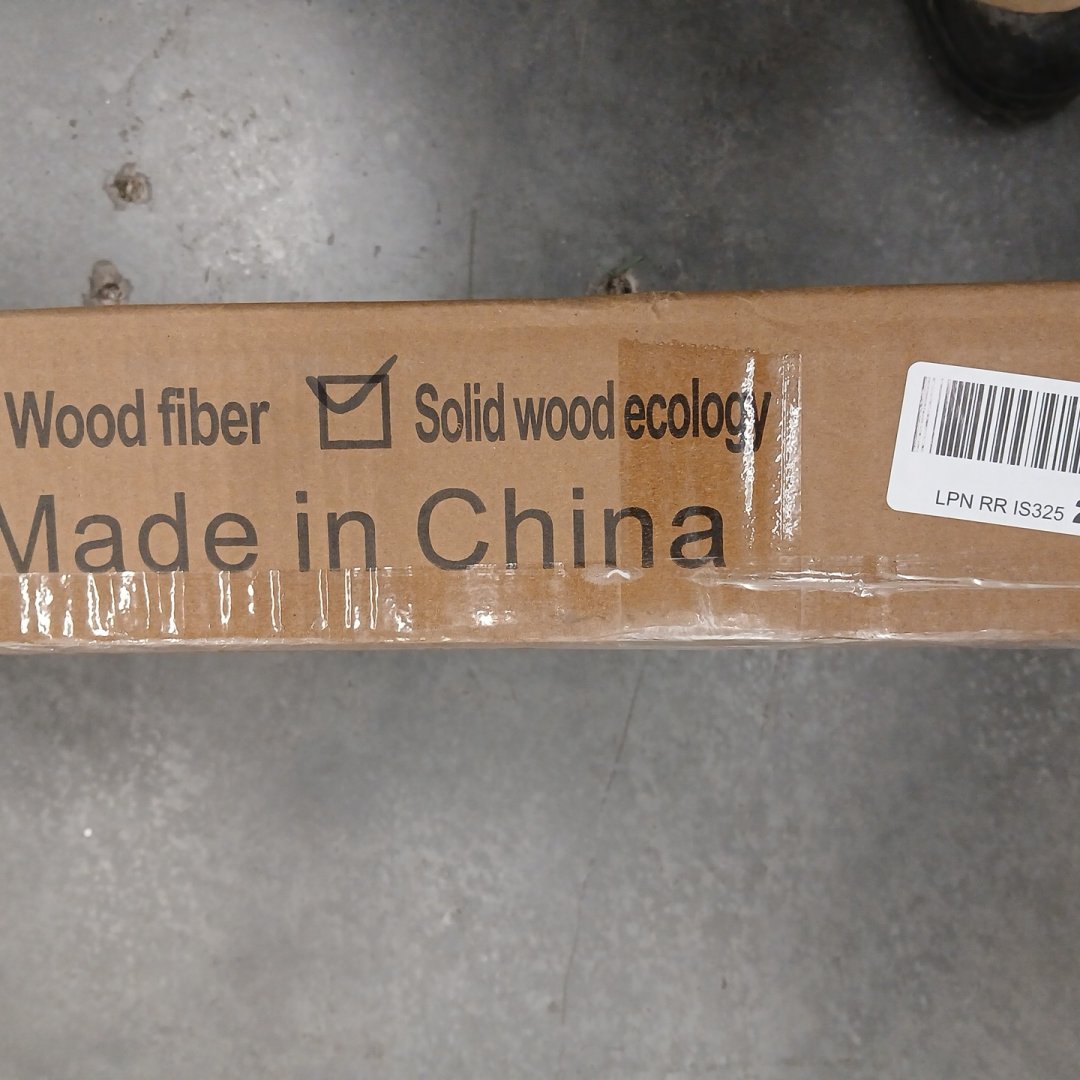 Wood fiber Solid wood ecology
Made in China
LPN RR IS325